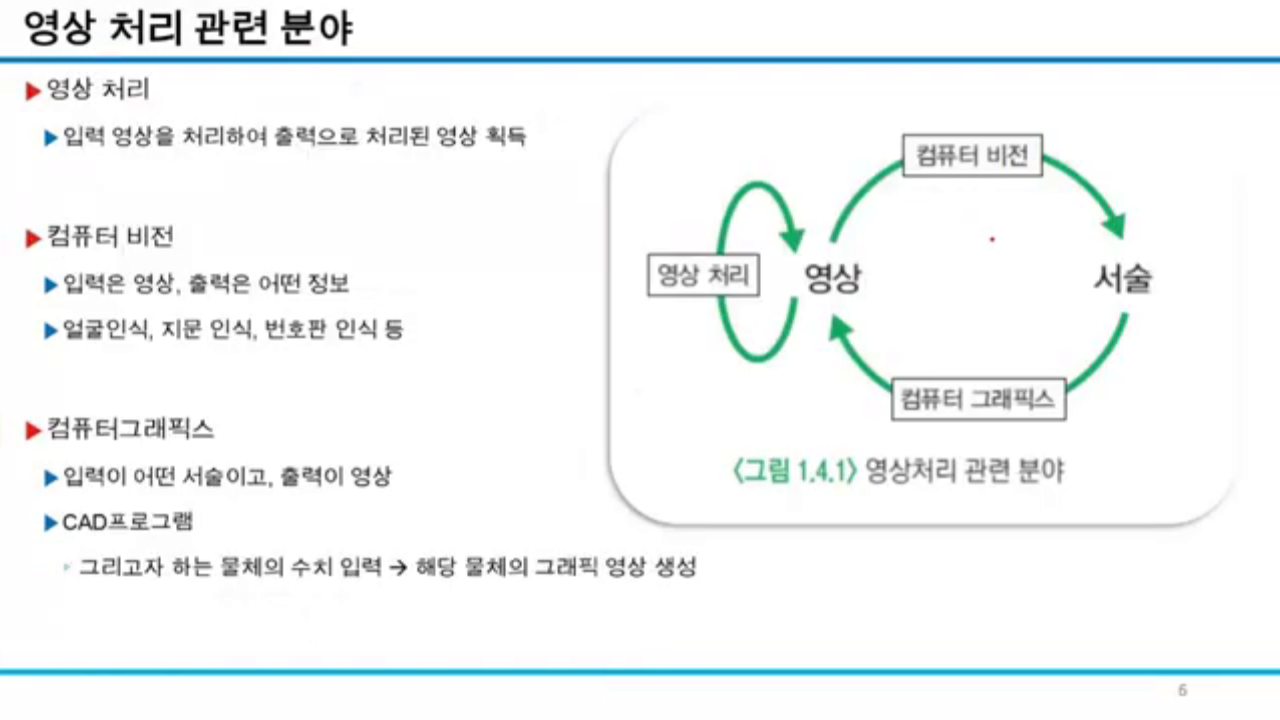 영상 처리 관련 분야
▶영상 처리
▶입력 영상을 처리하여 출력으로 처리된 영상 획득
▶컴퓨터 비전
▶입력은 영상, 출력은 어떤 정보
▶얼굴인식, 지문 인식, 번호판 인식 등
▶컴퓨터그래픽스
▶입력이 어떤 서술이고, 출력이 영상
▶CAD프로그램
그리고자 하는 물체의 수치 입력 → 해당 물체의 그래픽 영상 생성
컴퓨터 비전
영상 처리
영상
서술
컴퓨터 그래픽스
〈그림 1.4.1〉 영상처리 관련 분야
6